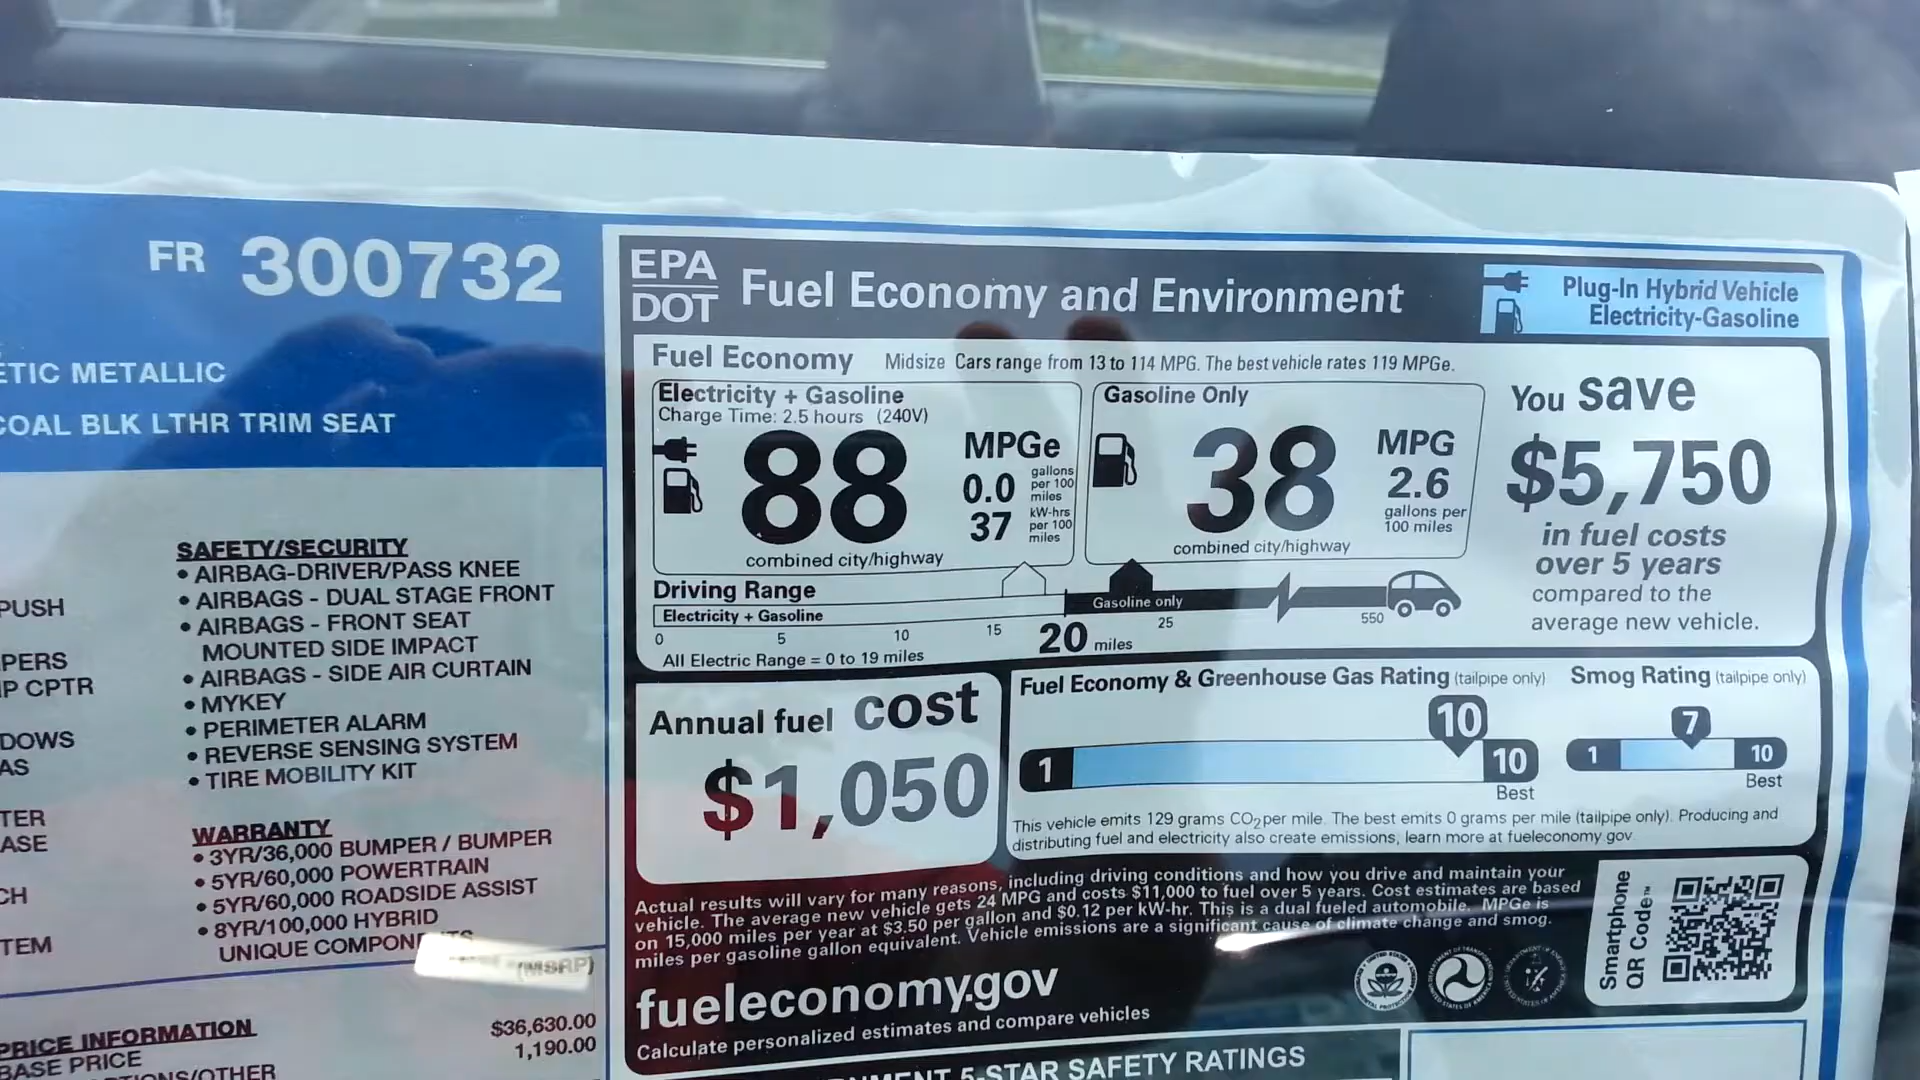 FR 300732
ETIC METALLIC
COAL BLK LTHR TRIM SEAT
PUSH
PERS
IP CPTR
DOWS
AS
TER
EASE
CH
TEM
SAFETY/SECURITY
• AIRBAG-DRIVER/PASS KNEE
• AIRBAGS - DUAL STAGE FRONT
• AIRBAGS - FRONT SEAT
MOUNTED SIDE IMPACT
• AIRBAGS - SIDE AIR CURTAIN
• MYKEY
• PERIMETER ALARM
• REVERSE SENSING SYSTEM
• TIRE MOBILITY KIT
WARRANTY
• 3YR/36,000 BUMPER / BUMPER
• 5YR/60,000 POWERTRAIN
• 5YR/60,000 ROADSIDE ASSIST
• 8YR/100,000 HYBRID
UNIQUE COMPONENTS
(MSRP)
PRICE INFORMATION
BASE PRICE $36,630.00
TIONS/OTHER 1,190.00
EPA
DOT
Fuel Economy and Environment
Plug-In Hybrid Vehicle
Electricity-Gasoline
Fuel Economy Midsize Cars range from 13 to 114 MPG. The best vehicle rates 119 MPGe.
Electricity + Gasoline
Charge Time: 2.5 hours (240V)
88 MPGe
0.0 gallons per 100 miles
37 kW-hrs per 100 miles
combined city/highway
Gasoline Only
38 MPG
2.6
gallons per
100 miles
combined city/highway
You save
$5,750
in fuel costs
over 5 years
compared to the
average new vehicle.
Driving Range
Electricity + Gasoline
Gasoline only
0 5 10 15 20 miles 25 550
All Electric Range = 0 to 19 miles
Annual fuel cost
$1,050
Fuel Economy & Greenhouse Gas Rating (tailpipe only)
10
1 10
Best
Smog Rating (tailpipe only)
7
1 10
Best
This vehicle emits 129 grams CO2 per mile. The best emits 0 grams per mile (tailpipe only). Producing and
distributing fuel and electricity also create emissions, learn more at fueleconomy.gov.
Actual results will vary for many reasons, including driving conditions and how you drive and maintain your
vehicle. The average new vehicle gets 24 MPG and costs $11,000 to fuel over 5 years. Cost estimates are based
on 15,000 miles per year at $3.50 per gallon and $0.12 per kW-hr. This is a dual fueled automobile. MPGe is
miles per gasoline gallon equivalent. Vehicle emissions are a significant cause of climate change and smog.
fueleconomy.gov
Calculate personalized estimates and compare vehicles
Smartphone
QR Code™
NMENT 5-STAR SAFETY RATINGS